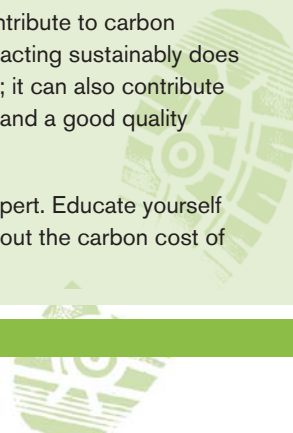 ntribute to carbon
acting sustainably does
; it can also contribute
and a good quality
pert. Educate yourself
out the carbon cost of